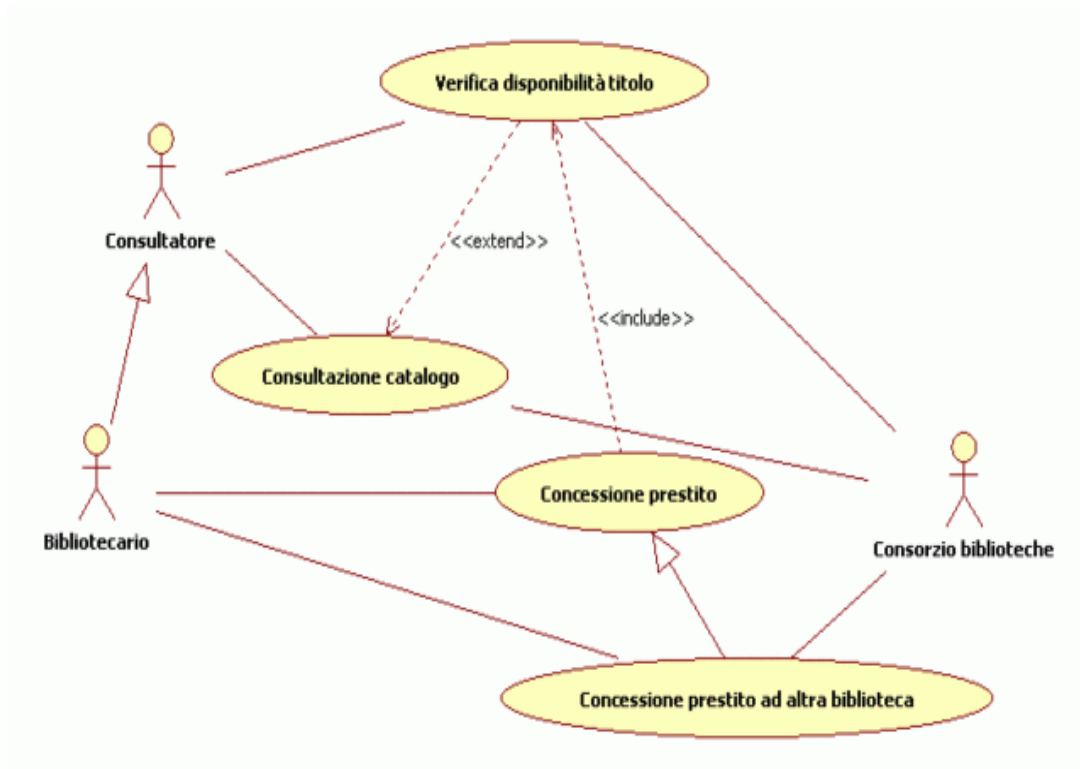 Verifica disponibilità titolo
Consultatore
<<extend>>
<<include>>
Consultazione catalogo
Concessione prestito
Bibliotecario
Consorzio biblioteche
Concessione prestito ad altra biblioteca